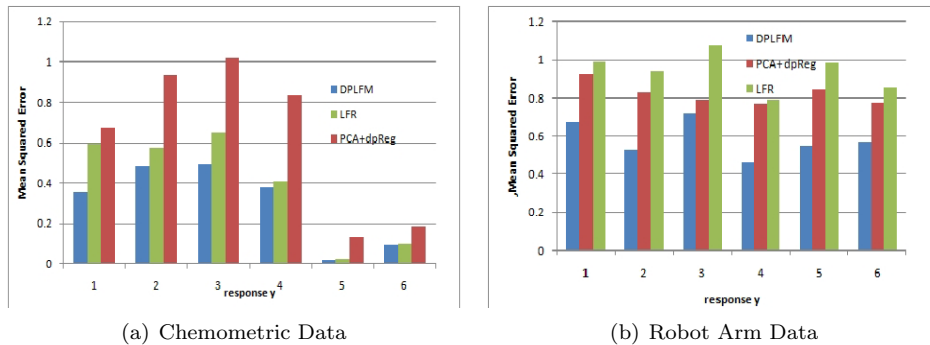 1.2
1
0.8
0.6
0.4
0.2
0
Mean Squared Error
DPLFM
LFR
PCA+dpReg
1 2 3 4 5 6
response y
(a) Chemometric Data
1.2
1
0.8
0.6
0.4
0.2
0
,Mean Squared Error
DPLFM
PCA+dpReg
LFR
1 2 3 4 5 6
response y
(b) Robot Arm Data